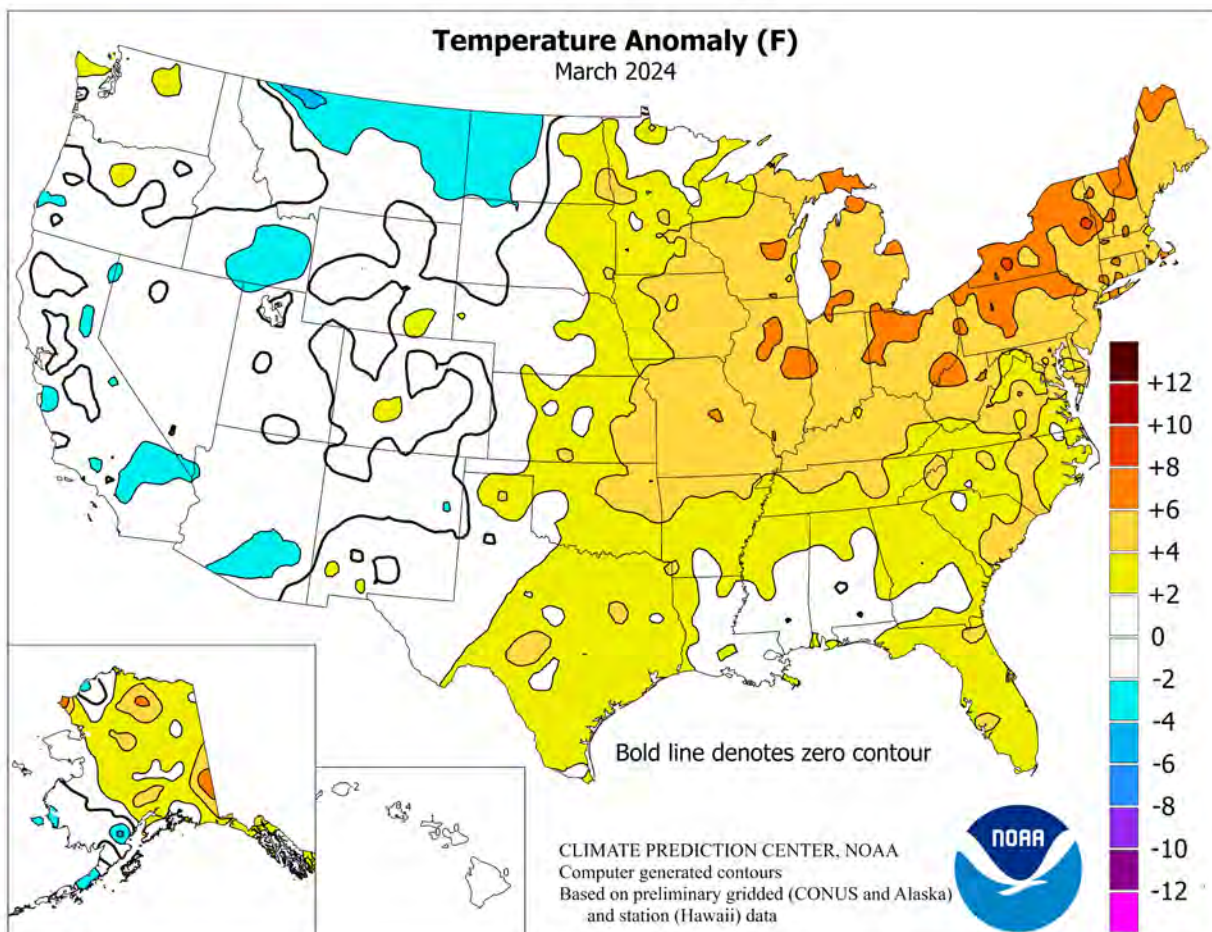 Temperature Anomaly (F)
March 2024
+12
+10
+8
+6
+4
+2
0
-2
-4
-6
-8
-10
-12
Bold line denotes zero contour
2
0
CLIMATE PREDICTION CENTER, NOAA
Computer generated contours
Based on preliminary gridded (CONUS and Alaska)
and station (Hawaii) data
NOAA